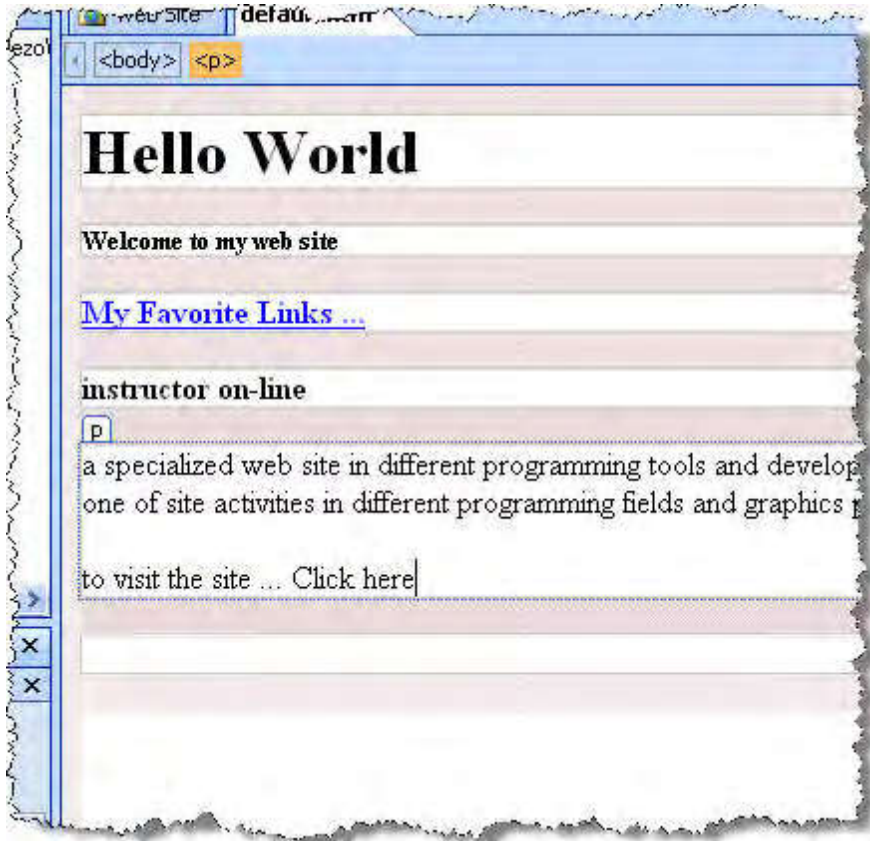 web site
<body> <p>
Hello World
Welcome to my web site
My Favorite Links ...
instructor on-line
p
a specialized web site in different programming tools and develop
one of site activities in different programming fields and graphics
to visit the site ... Click here